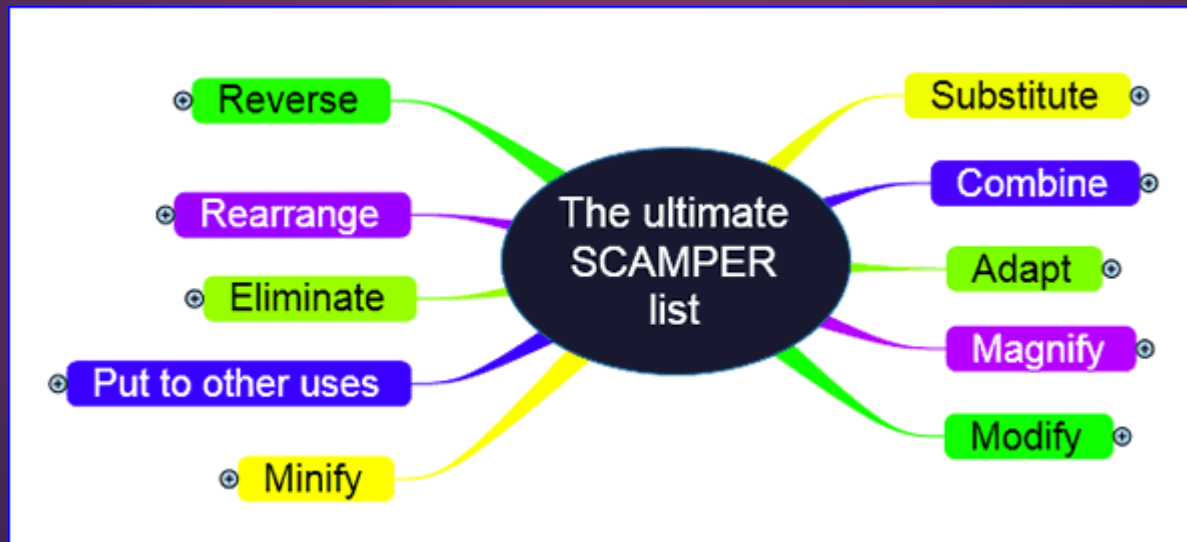 The ultimate
SCAMPER
list
Substitute
Combine
Adapt
Magnify
Modify
Minify
Put to other uses
Eliminate
Rearrange
Reverse